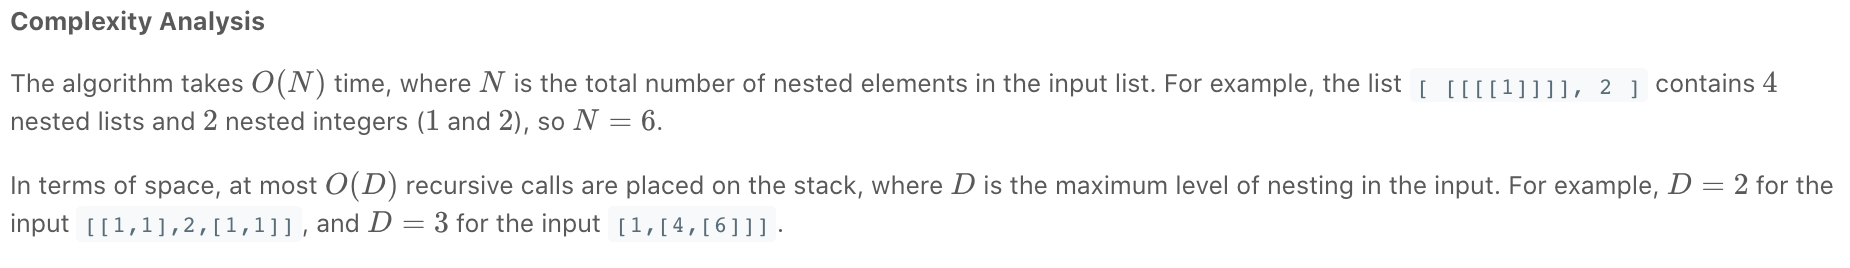 Complexity Analysis
The algorithm takes O(N) time, where N is the total number of nested elements in the input list. For example, the list [ [[[[1]]]], 2 ] contains 4
nested lists and 2 nested integers (1 and 2), so N = 6.
In terms of space, at most O(D) recursive calls are placed on the stack, where D is the maximum level of nesting in the input. For example, D = 2 for the
input [[1,1],2,[1,1]], and D = 3 for the input [1,[4,[6]]].